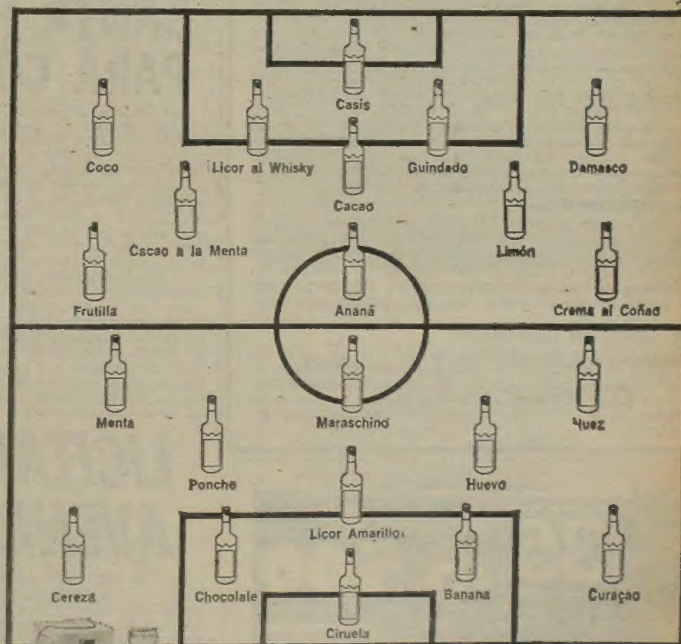 Casis
Coco
Licor al Whisky
Guindado
Damasco
Cacao
Cacao a la Menta
Limón
Frutilla
Ananá
Crema al Coñac
Menta
Maraschino
Nuez
Ponche
Huevo
Licor Amarillo
Cereza
Chocolate
Banana
Curaçao
Ciruela